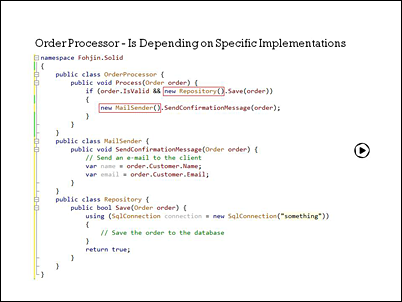 Order Processor - Is Depending on Specific Implementations
namespace Fohjin.Solid
{
public class OrderProcessor {
public void Process(Order order) {
if (order.IsValid && new Repository().Save(order))
{
new MailSender().SendConfirmationMessage(order);
}
}
}
public class MailSender {
public void SendConfirmationMessage(Order order) {
// Send an e-mail to the client
var name = order.Customer.Name;
var email = order.Customer.Email;
}
}
public class Repository {
public bool Save(Order order) {
using (SqlConnection connection = new SqlConnection("something"))
{
// Save the order to the database
}
return true;
}
}
}